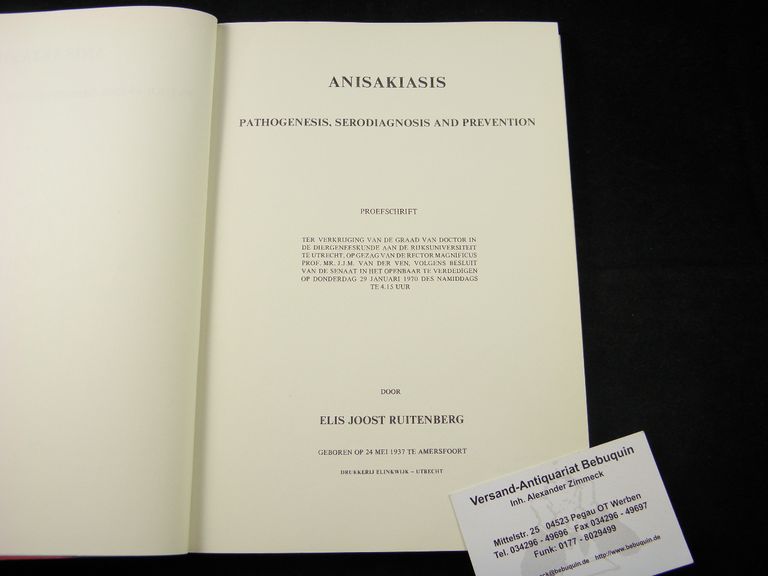 ANISAKIASIS
PATHOGENESIS, SERODIAGNOSIS AND PREVENTION
PROEFSCHRIFT
TER VERKRIJGING VAN DE GRAAD VAN DOCTOR IN
DE DIERGENEESKUNDE AAN DE RIJKSUNIVERSITEIT
TE UTRECHT, OP GEZAG VAN DE RECTOR MAGNIFICUS
PROF. MR. J.J.M. VAN DER VEN, VOLGENS BESLUIT
VAN DE SENAAT IN HET OPENBAAR TE VERDEDIGEN
OP DONDERDAG 29 JANUARI 1970 DES NAMIDDAGS
TE 4.15 UUR
DOOR
ELIS JOOST RUITENBERG
GEBOREN OP 24 MEI 1937 TE AMERSFOORT
DRUKKERIJ ELINKWIJK – UTRECHT
Versand-Antiquariat Bebuquin
Inh. Alexander Zimmeck
Mittelstr. 25 04523 Pegau OT Werben
Tel. 034296 - 49696 Fax 034296 - 49697
Funk: 0177 - 8029499
@bebuquin.de http://www.bebuquin.de